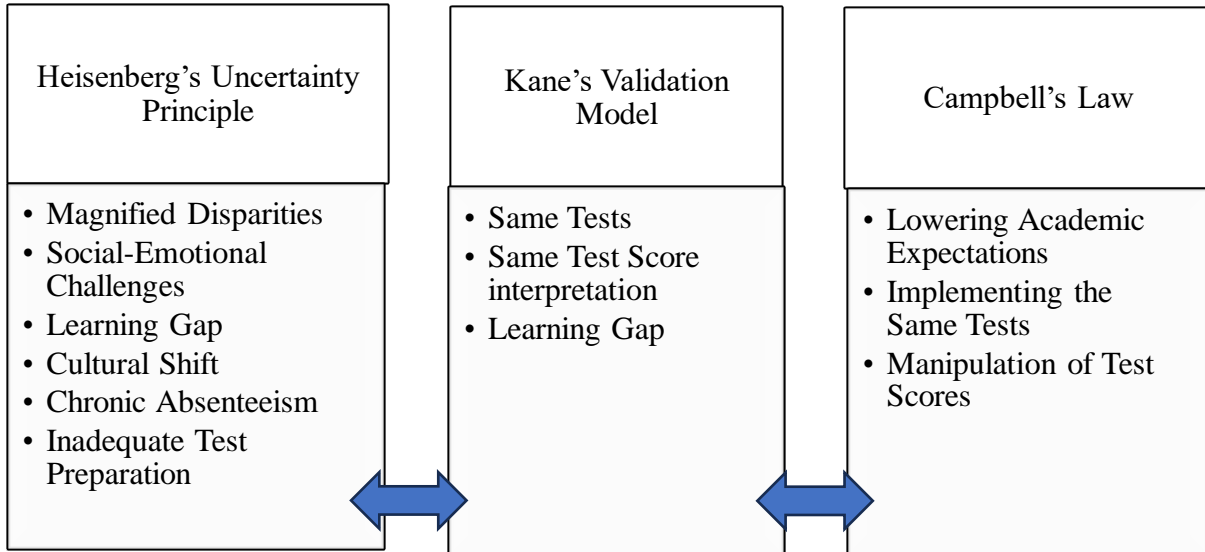 Heisenberg’s Uncertainty
Principle
• Magnified Disparities
• Social-Emotional
Challenges
• Learning Gap
• Cultural Shift
• Chronic Absenteeism
• Inadequate Test
Preparation
Kane’s Validation
Model
• Same Tests
• Same Test Score
interpretation
• Learning Gap
Campbell’s Law
• Lowering Academic
Expectations
• Implementing the
Same Tests
• Manipulation of Test
Scores